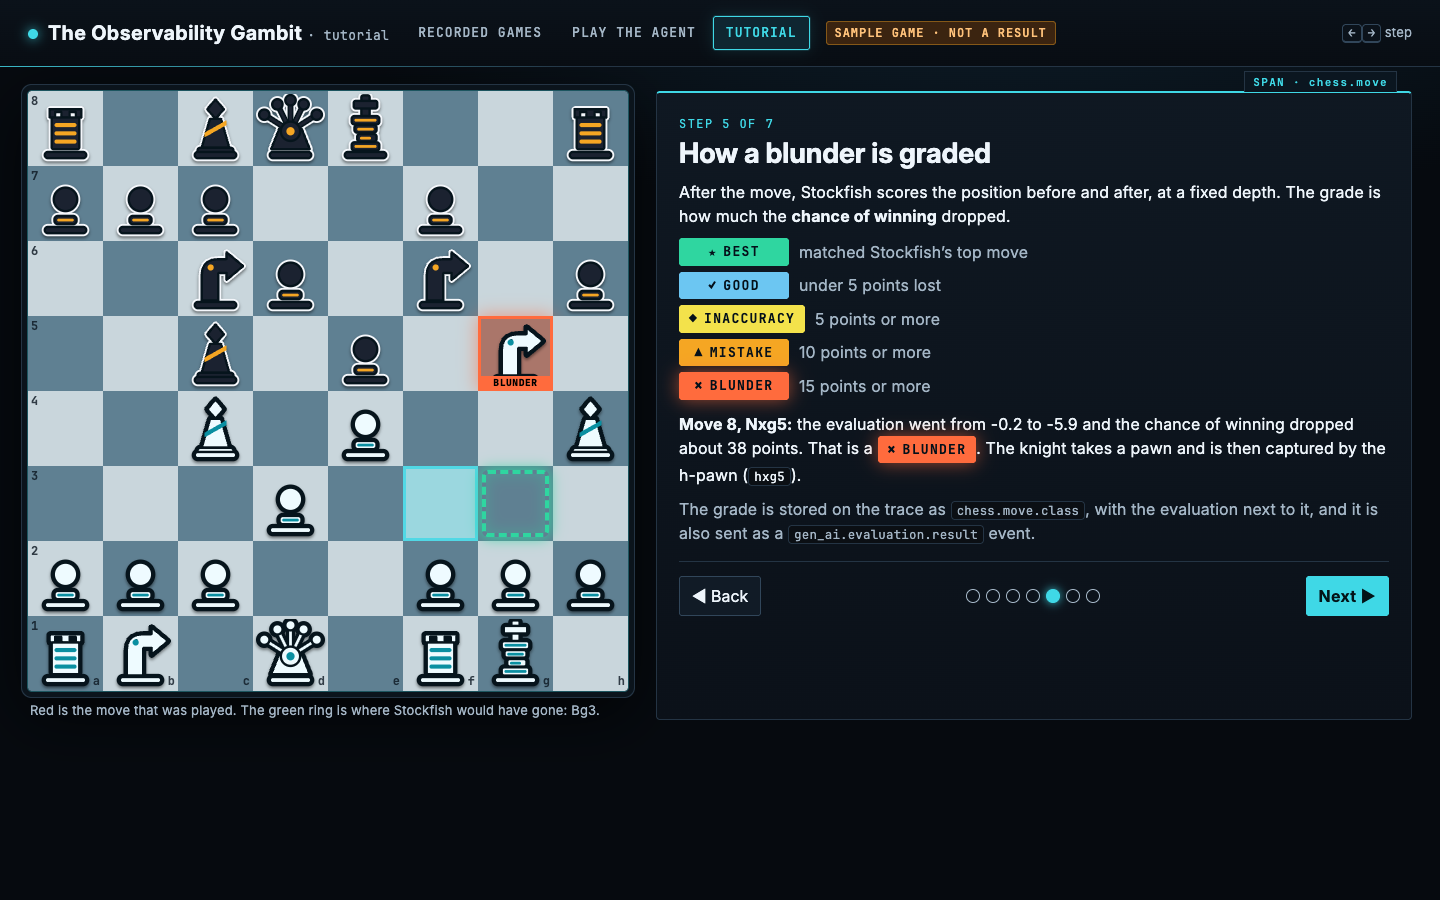 The Observability Gambit · tutorial
RECORDED GAMES
PLAY THE AGENT
TUTORIAL
SAMPLE GAME · NOT A RESULT
← → step
8
7
6
5
4
3
2
1
a b c d e f g h
BLUNDER
Red is the move that was played. The green ring is where Stockfish would have gone: Bg3.
SPAN · chess.move
STEP 5 OF 7
How a blunder is graded
After the move, Stockfish scores the position before and after, at a fixed depth. The grade is
how much the chance of winning dropped.
★ BEST matched Stockfish's top move
✓ GOOD under 5 points lost
◆ INACCURACY 5 points or more
▲ MISTAKE 10 points or more
✖ BLUNDER 15 points or more
Move 8, Nxg5: the evaluation went from -0.2 to -5.9 and the chance of winning dropped
about 38 points. That is a ✖ BLUNDER. The knight takes a pawn and is then captured by the
h-pawn (hxg5).
The grade is stored on the trace as chess.move.class, with the evaluation next to it, and it is
also sent as a gen_ai.evaluation.result event.
◀ Back
Next ▶